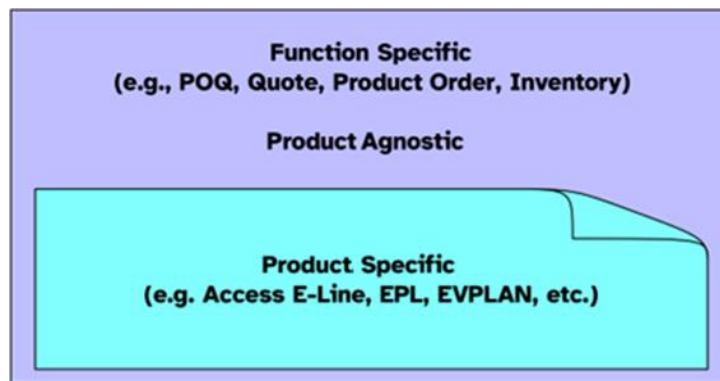 Function Specific
(e.g., POQ, Quote, Product Order, Inventory)
Product Agnostic
Product Specific
(e.g. Access E-Line, EPL, EVPLAN, etc.)